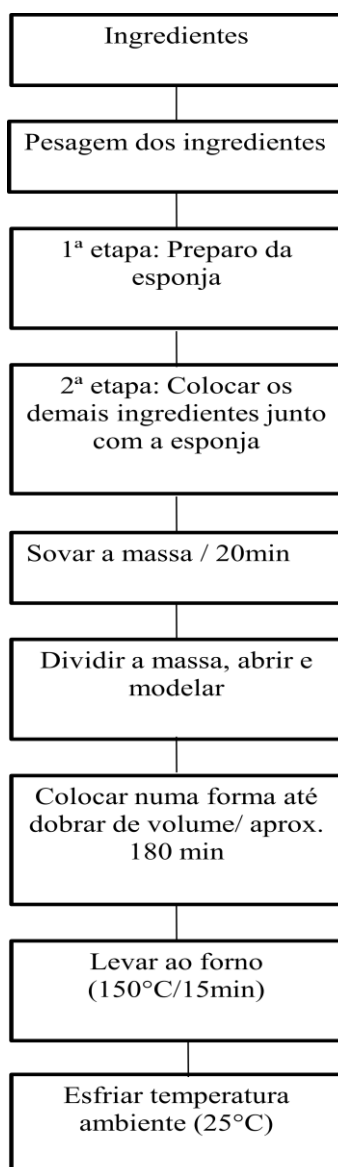 Ingredientes
Pesagem dos ingredientes
1ª etapa: Preparo da
esponja
2ª etapa: Colocar os
demais ingredientes junto
com a esponja
Sovar a massa / 20min
Dividir a massa, abrir e
modelar
Colocar numa forma até
dobrar de volume/ aprox.
180 min
Levar ao forno
(150°C/15min)
Esfriar temperatura
ambiente (25°C)